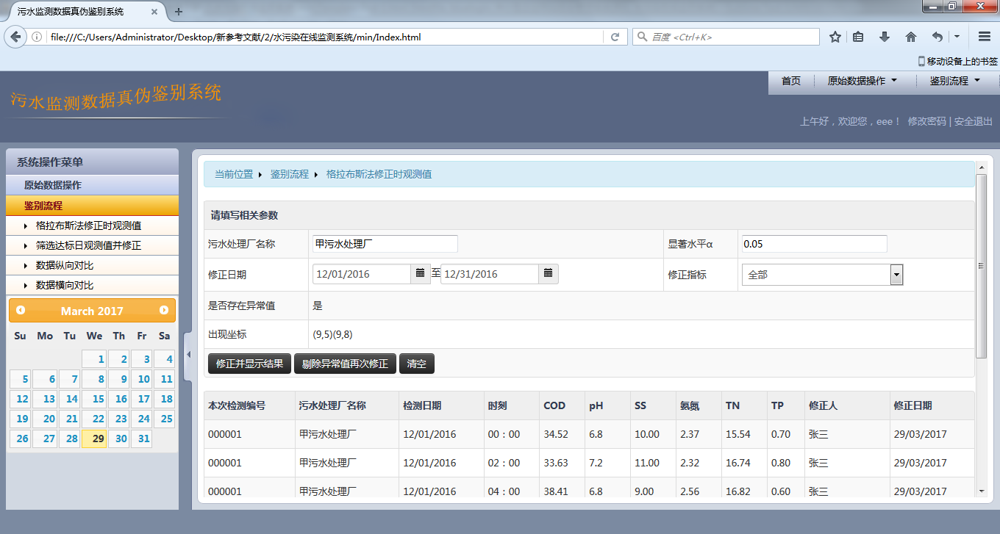 污水监测数据真伪鉴别系统
file:///C:/Users/Administrator/Desktop/新参考文献/2/水污染在线监测系统/min/Index.html
百度 <Ctrl+K>
移动设备上的书签
污水监测数据真伪鉴别系统
首页 原始数据操作 鉴别流程
上午好，欢迎您，eee！ 修改密码 | 安全退出
系统操作菜单
原始数据操作
鉴别流程
格拉布斯法修正时观测值
筛选达标日观测值并修正
数据纵向对比
数据横向对比
March 2017
Su Mo Tu We Th Fr Sa
1 2 3 4
5 6 7 8 9 10 11
12 13 14 15 16 17 18
19 20 21 22 23 24 25
26 27 28 29 30 31
当前位置 鉴别流程 格拉布斯法修正时观测值
请填写相关参数
污水处理厂名称 甲污水处理厂 显著水平α 0.05
修正日期 12/01/2016 至 12/31/2016 修正指标 全部
是否存在异常值 是
出现坐标 (9,5)(9,8)
修正并显示结果 剔除异常值再次修正 清空
本次检测编号 污水处理厂名称 检测日期 时刻 COD pH SS 氨氮 TN TP 修正人 修正日期
000001 甲污水处理厂 12/01/2016 00：00 34.52 6.8 10.00 2.37 15.54 0.70 张三 29/03/2017
000001 甲污水处理厂 12/01/2016 02：00 33.63 7.2 11.00 2.32 16.74 0.80 张三 29/03/2017
000001 甲污水处理厂 12/01/2016 04：00 38.41 6.8 9.00 2.56 16.82 0.60 张三 29/03/2017